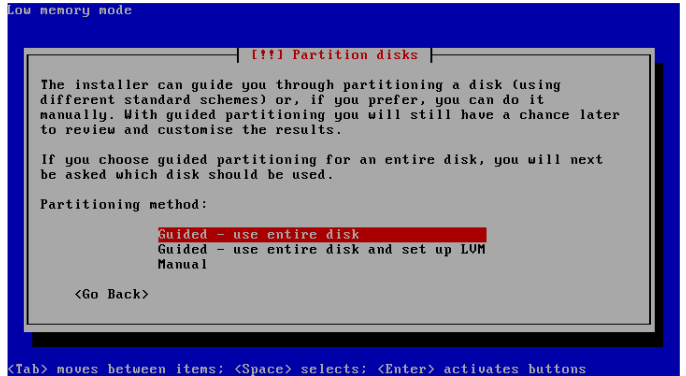 Low memory mode
[!!] Partition disks
The installer can guide you through partitioning a disk (using
different standard schemes) or, if you prefer, you can do it
manually. With guided partitioning you will still have a chance later
to review and customise the results.
If you choose guided partitioning for an entire disk, you will next
be asked which disk should be used.
Partitioning method:
Guided - use entire disk
Guided - use entire disk and set up LVM
Manual
<Go Back>
<Tab> moves between items; <Space> selects; <Enter> activates buttons